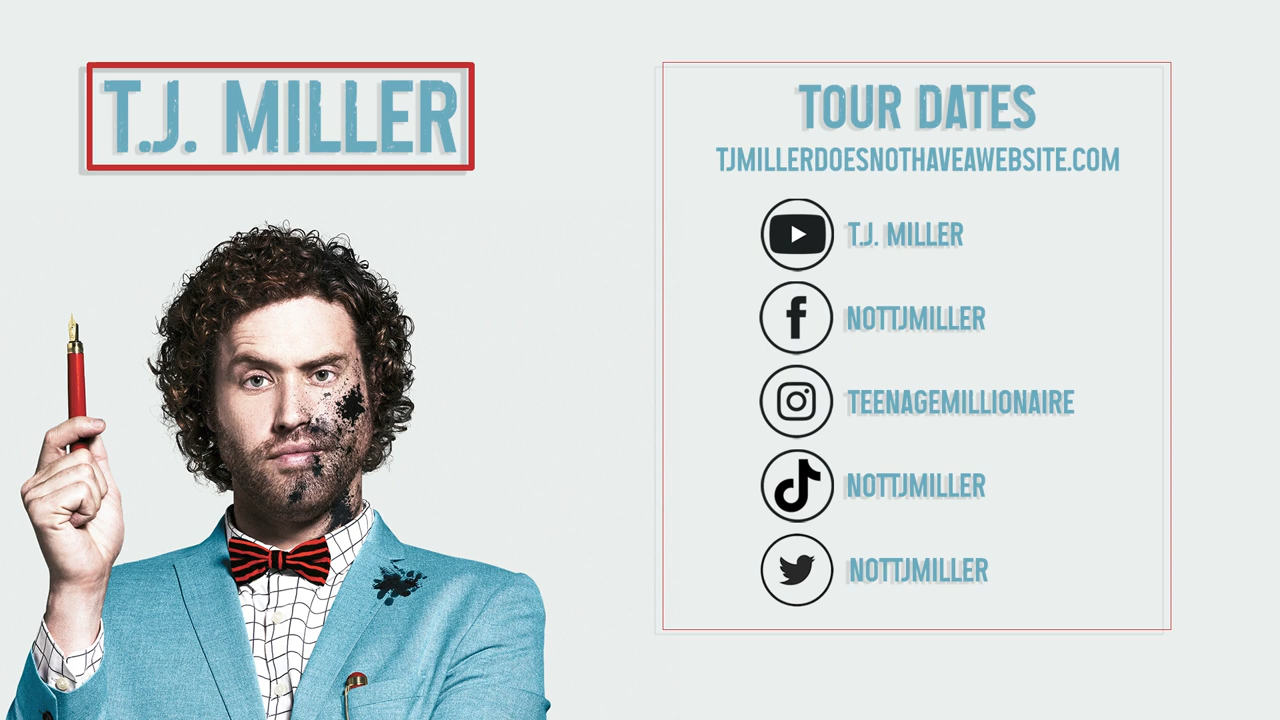 T.J. MILLER
TOUR DATES
TJMILLERDOESNOTHAVEAWEBSITE.COM
T.J. MILLER
NOTTJMILLER
TEENAGEMILLIONAIRE
NOTTJMILLER
NOTTJMILLER